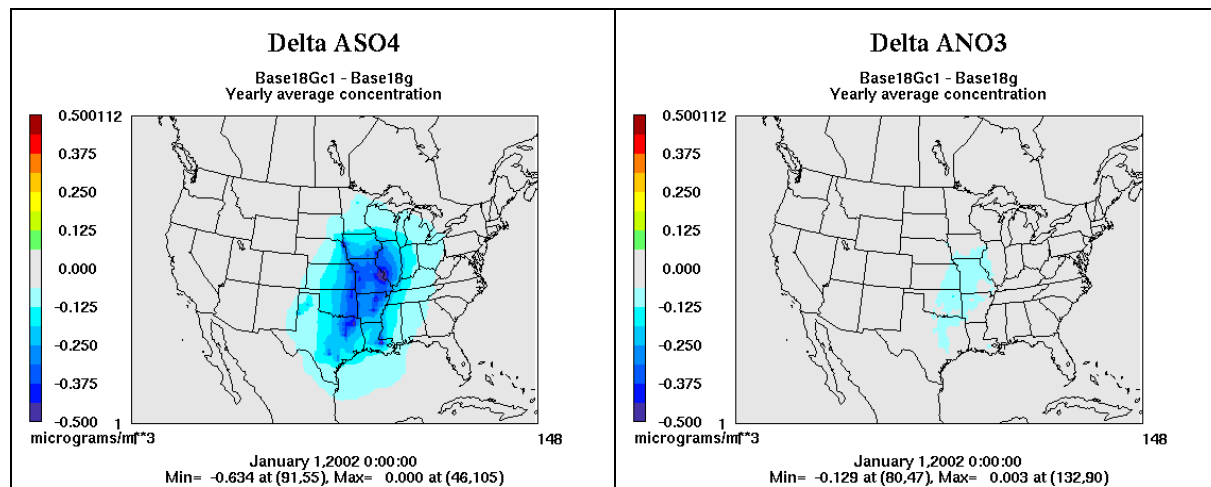 Delta ASO4
Base18Gc1 - Base18g
Yearly average concentration
0.500112
0.375
0.250
0.125
0.000
-0.125
-0.250
-0.375
-0.500
1
148
micrograms/m**3
January 1,2002 0:00:00
Min= -0.634 at (91,55), Max= 0.000 at (46,105)
Delta ANO3
Base18Gc1 - Base18g
Yearly average concentration
0.500112
0.375
0.250
0.125
0.000
-0.125
-0.250
-0.375
-0.500
1
148
micrograms/m**3
January 1,2002 0:00:00
Min= -0.129 at (80,47), Max= 0.003 at (132,90)